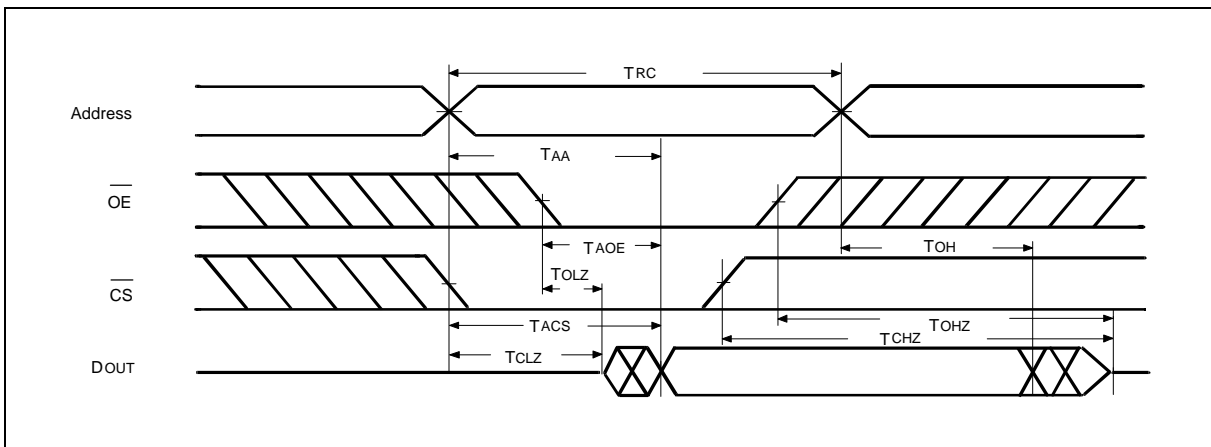 TRC
Address
TAA
OE
TAOE
TOH
TOLZ
CS
TACS
TOHZ
TCHZ
TCLZ
DOUT